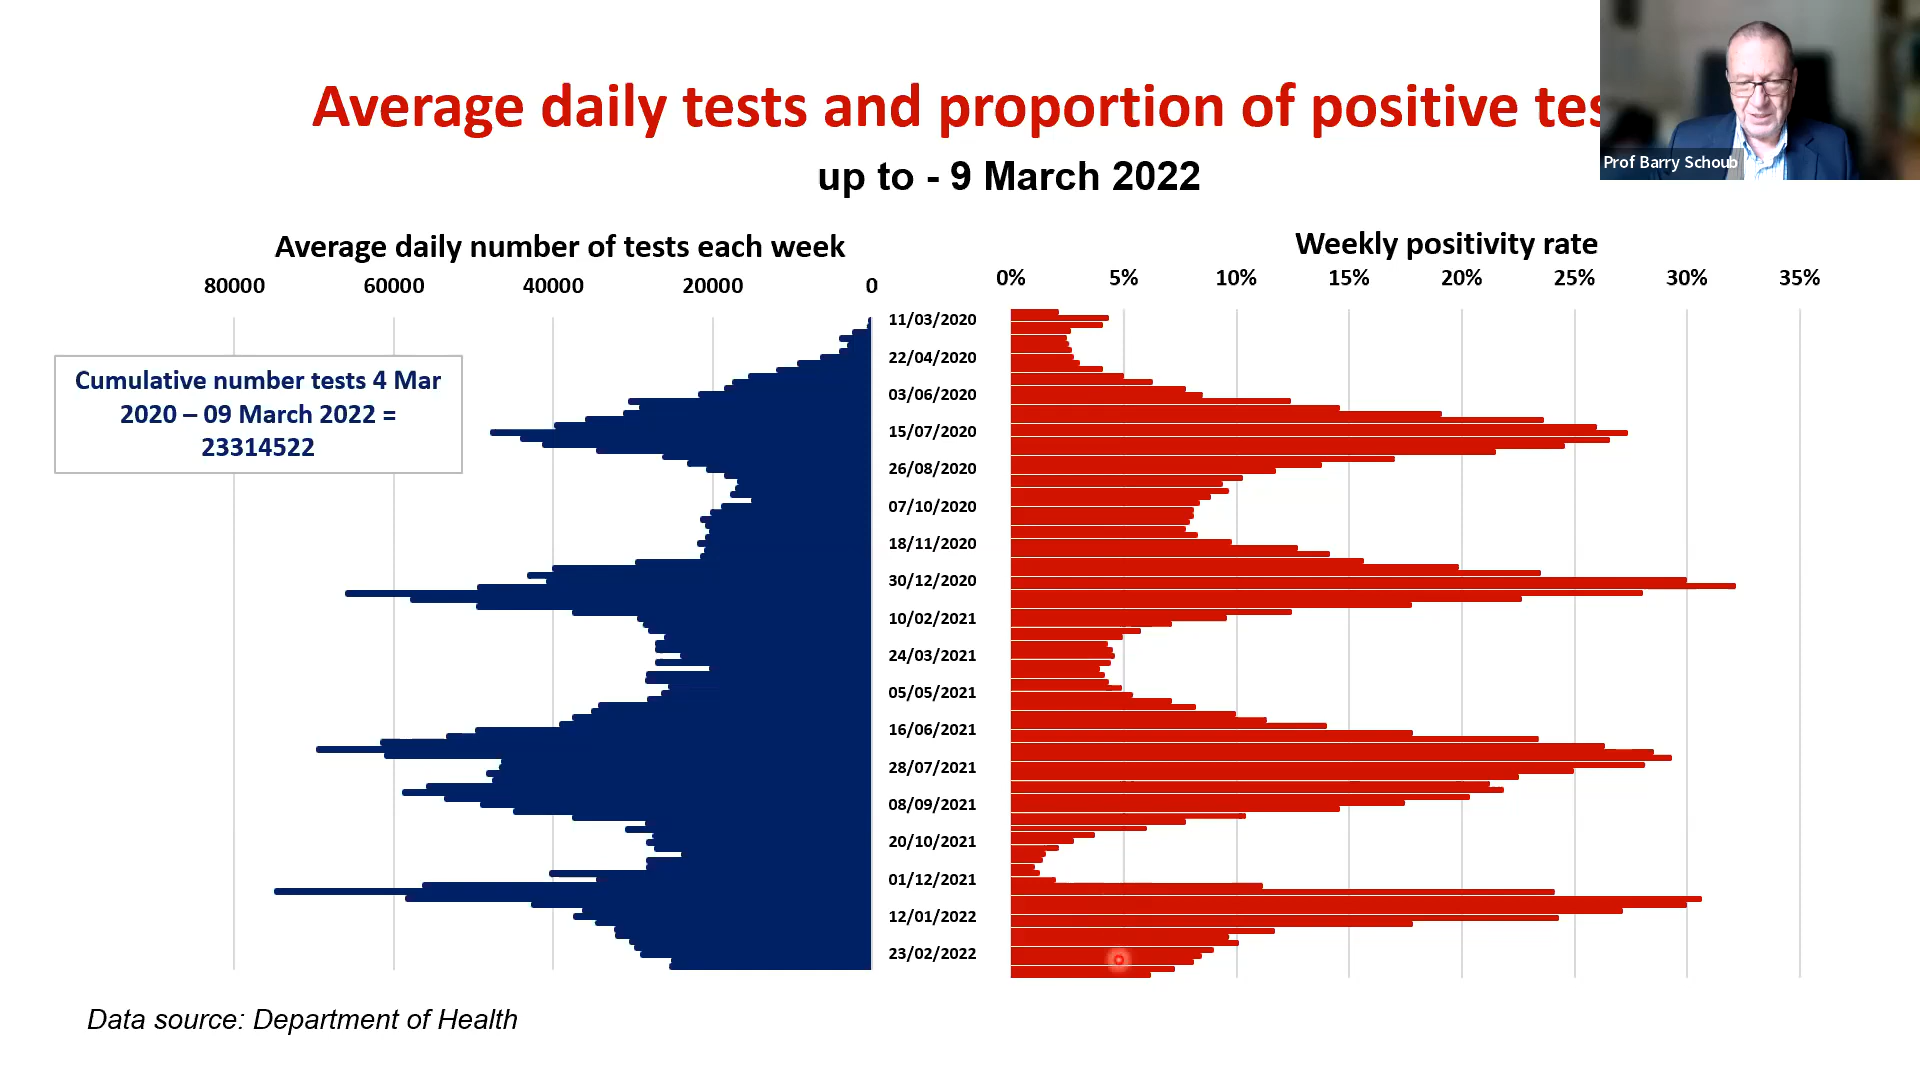 Average daily tests and proportion of positive tes
Prof Barry Schoub
up to - 9 March 2022
Average daily number of tests each week
80000 60000 40000 20000 0
Cumulative number tests 4 Mar
2020 – 09 March 2022 =
23314522
Weekly positivity rate
0% 5% 10% 15% 20% 25% 30% 35%
11/03/2020
22/04/2020
03/06/2020
15/07/2020
26/08/2020
07/10/2020
18/11/2020
30/12/2020
10/02/2021
24/03/2021
05/05/2021
16/06/2021
28/07/2021
08/09/2021
20/10/2021
01/12/2021
12/01/2022
23/02/2022
Data source: Department of Health